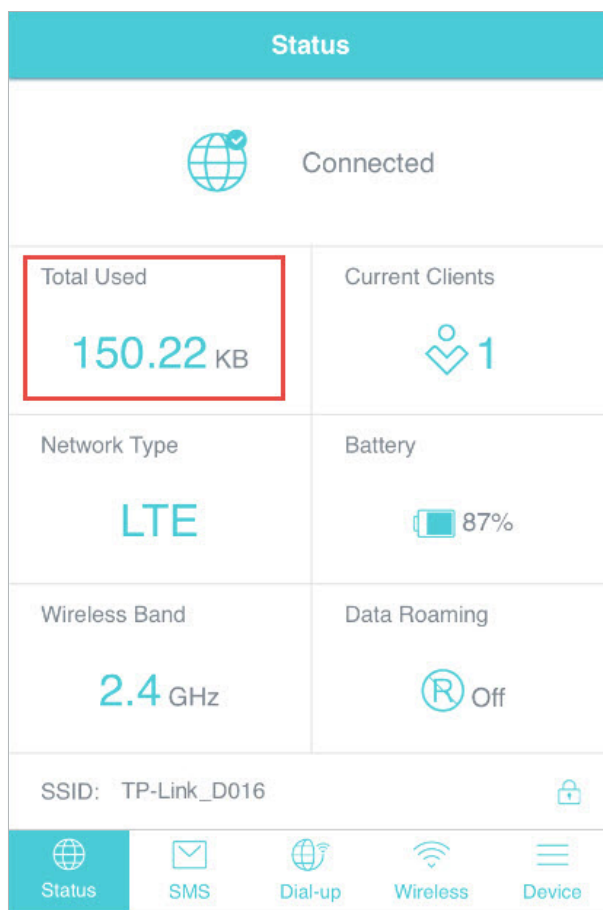 Status
Connected
Total Used
150.22 KB
Current Clients
1
Network Type
LTE
Battery
87%
Wireless Band
2.4 GHz
Data Roaming
R Off
SSID: TP-Link_D016
Status SMS Dial-up Wireless Device